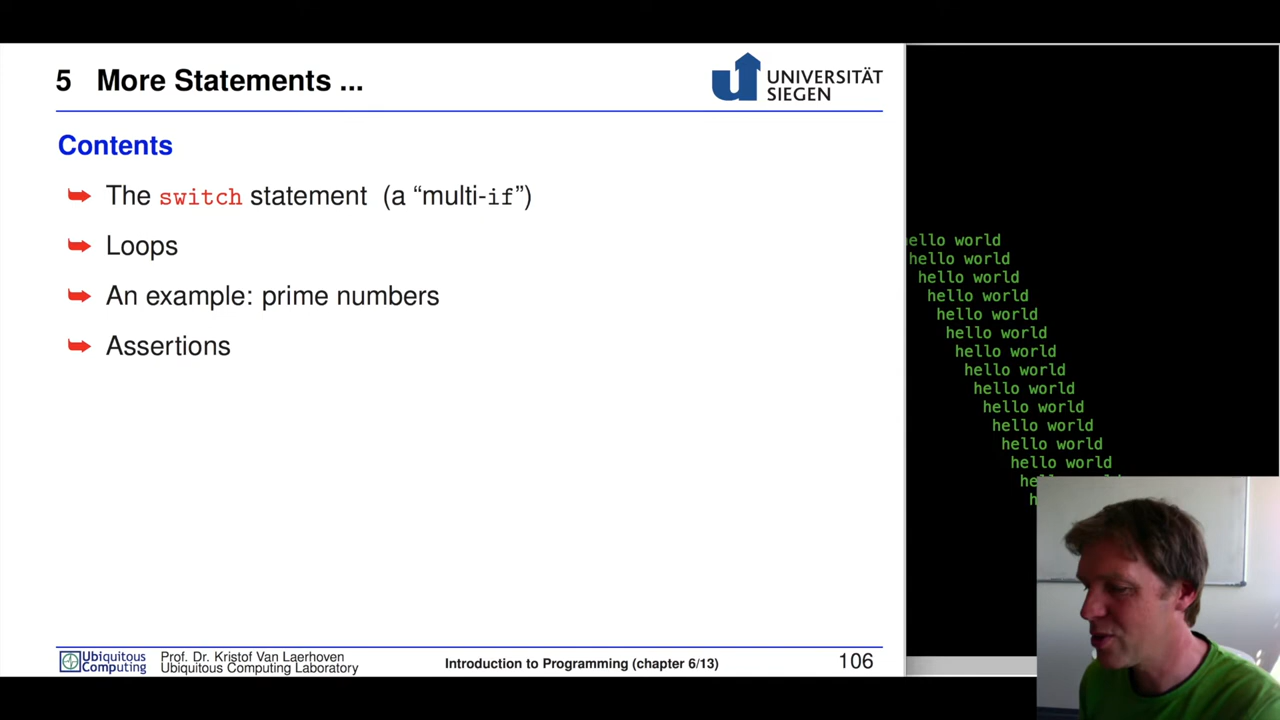 5 More Statements ...
UNIVERSITÄT
SIEGEN
Contents
➥ The switch statement (a “multi-if”)
➥ Loops
➥ An example: prime numbers
➥ Assertions
ello world
hello world
hello world
hello world
hello world
hello world
hello world
hello world
hello world
hello world
hello world
hello world
hello world
he
h
Ubiquitous
Computing
Prof. Dr. Kristof Van Laerhoven
Ubiquitous Computing Laboratory
Introduction to Programming (chapter 6/13)
106